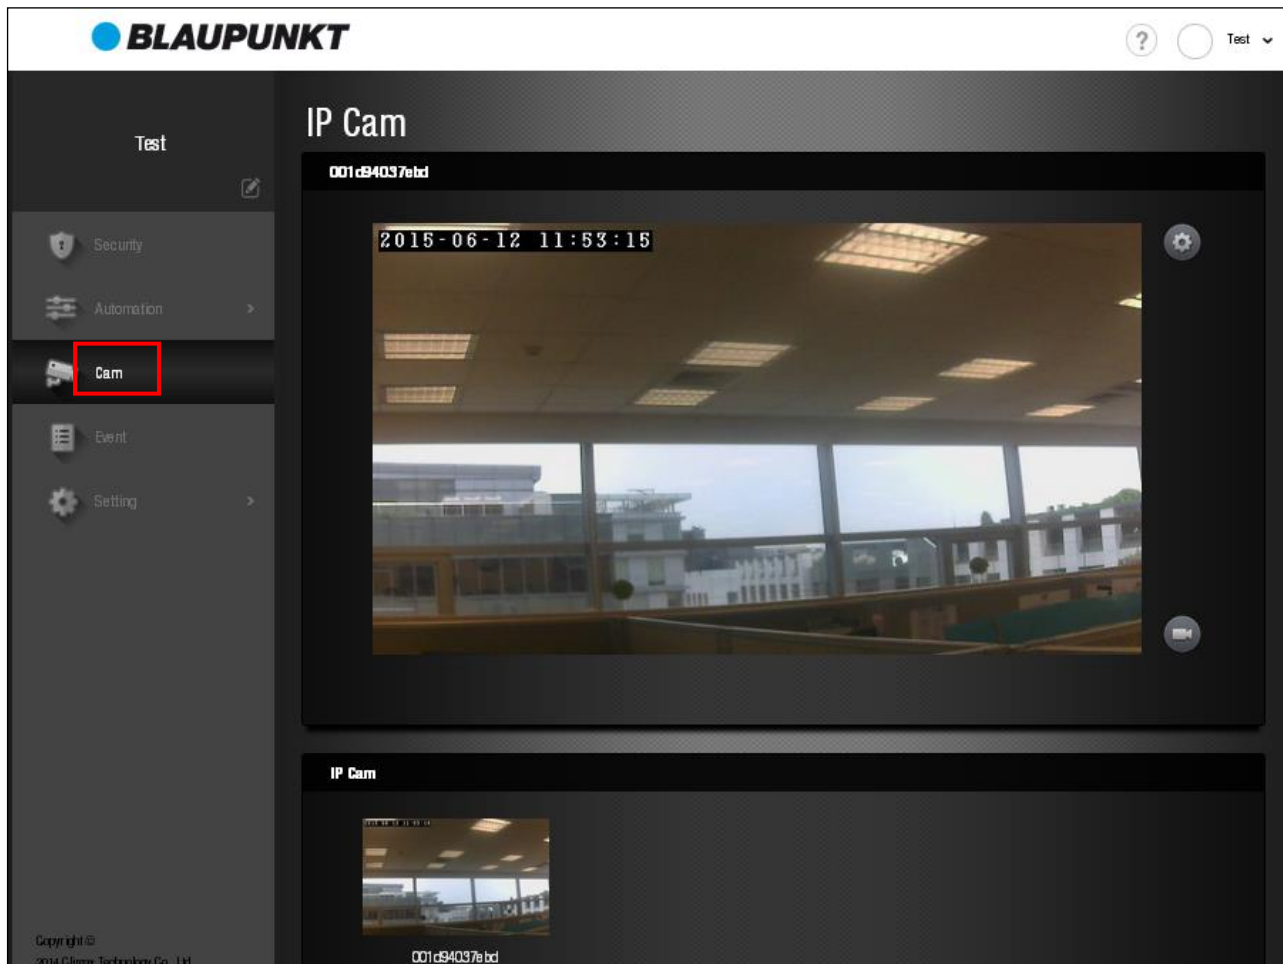 BLAUPUNKT
?
Test
Test
Security
Automation
Cam
Event
Setting
Copyright ©
IP Cam
001d94037ebd
2015-06-12 11:53:15
IP Cam
001d94037ebd